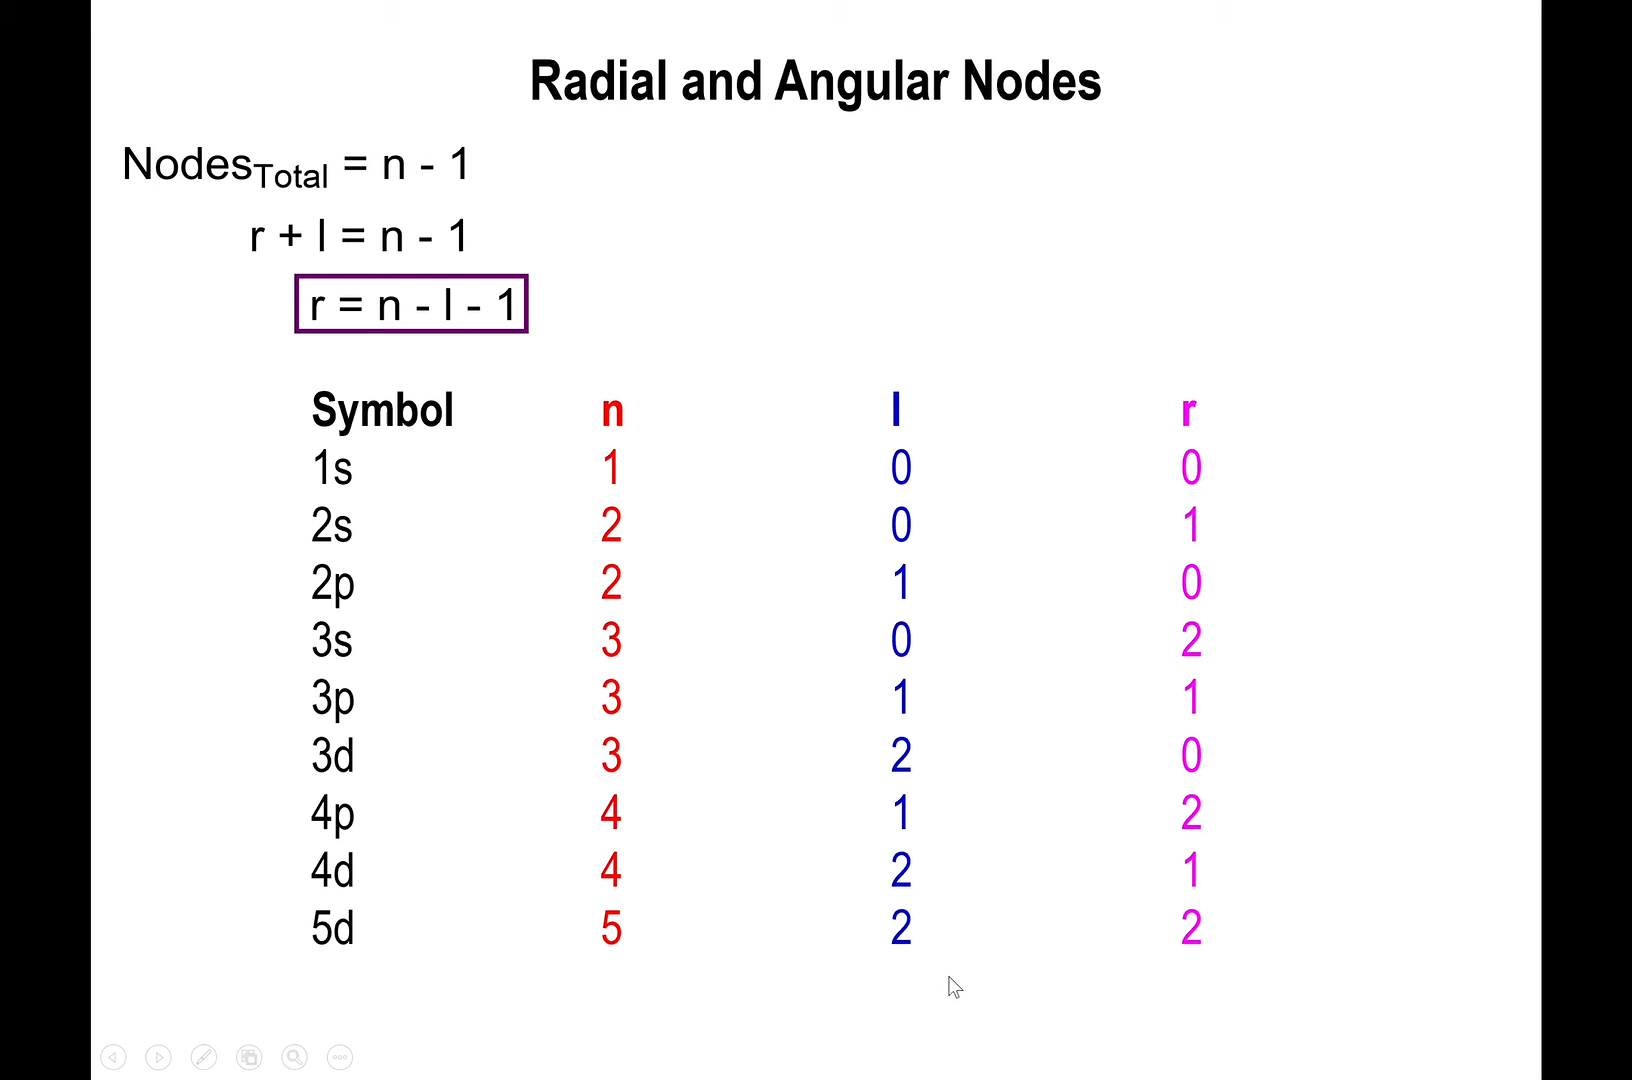 Radial and Angular Nodes
NodesTotal = n - 1
r + l = n - 1
r = n - l - 1
Symbol n l r
1s 1 0 0
2s 2 0 1
2p 2 1 0
3s 3 0 2
3p 3 1 1
3d 3 2 0
4p 4 1 2
4d 4 2 1
5d 5 2 2